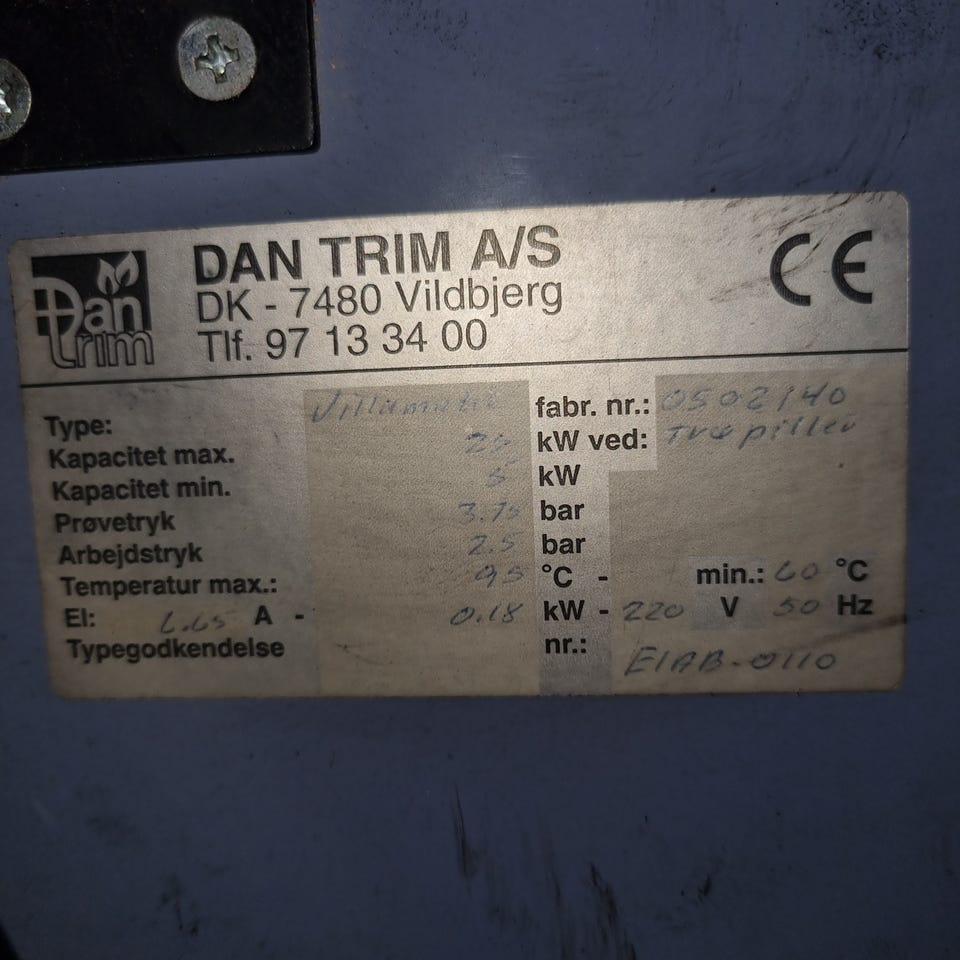 Dan trim
DAN TRIM A/S
DK - 7480 Vildbjerg
Tlf. 97 13 34 00
CE
Type: Villamatic fabr. nr.: 0502140
Kapacitet max. kW ved: Træpiller
Kapacitet min. 5 kW
Prøvetryk 3.75 bar
Arbejdstryk 2.5 bar
Temperatur max.: 95 °C - min.: 60 °C
El: A - 0.18 kW - 220 V 50 Hz
Typegodkendelse nr.: EIAB-0110